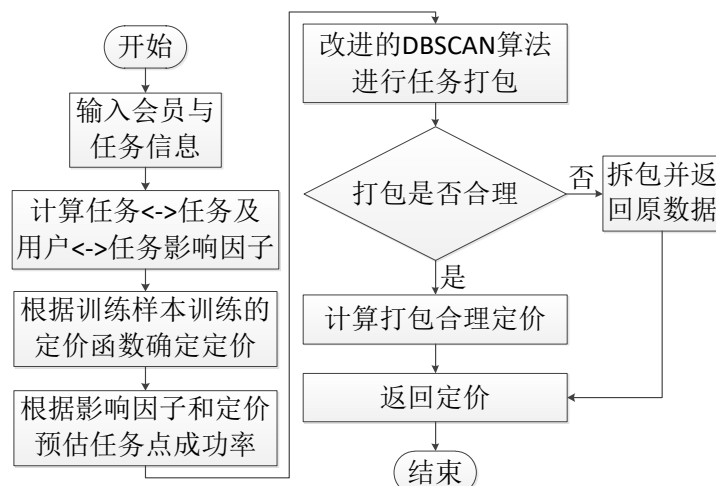 开始
输入会员与
任务信息
计算任务<->任务及
用户<->任务影响因子
根据训练样本训练的
定价函数确定定价
根据影响因子和定价
预估任务点成功率
改进的DBSCAN算法
进行任务打包
打包是否合理
否
拆包并返
回原数据
是
计算打包合理定价
返回定价
结束